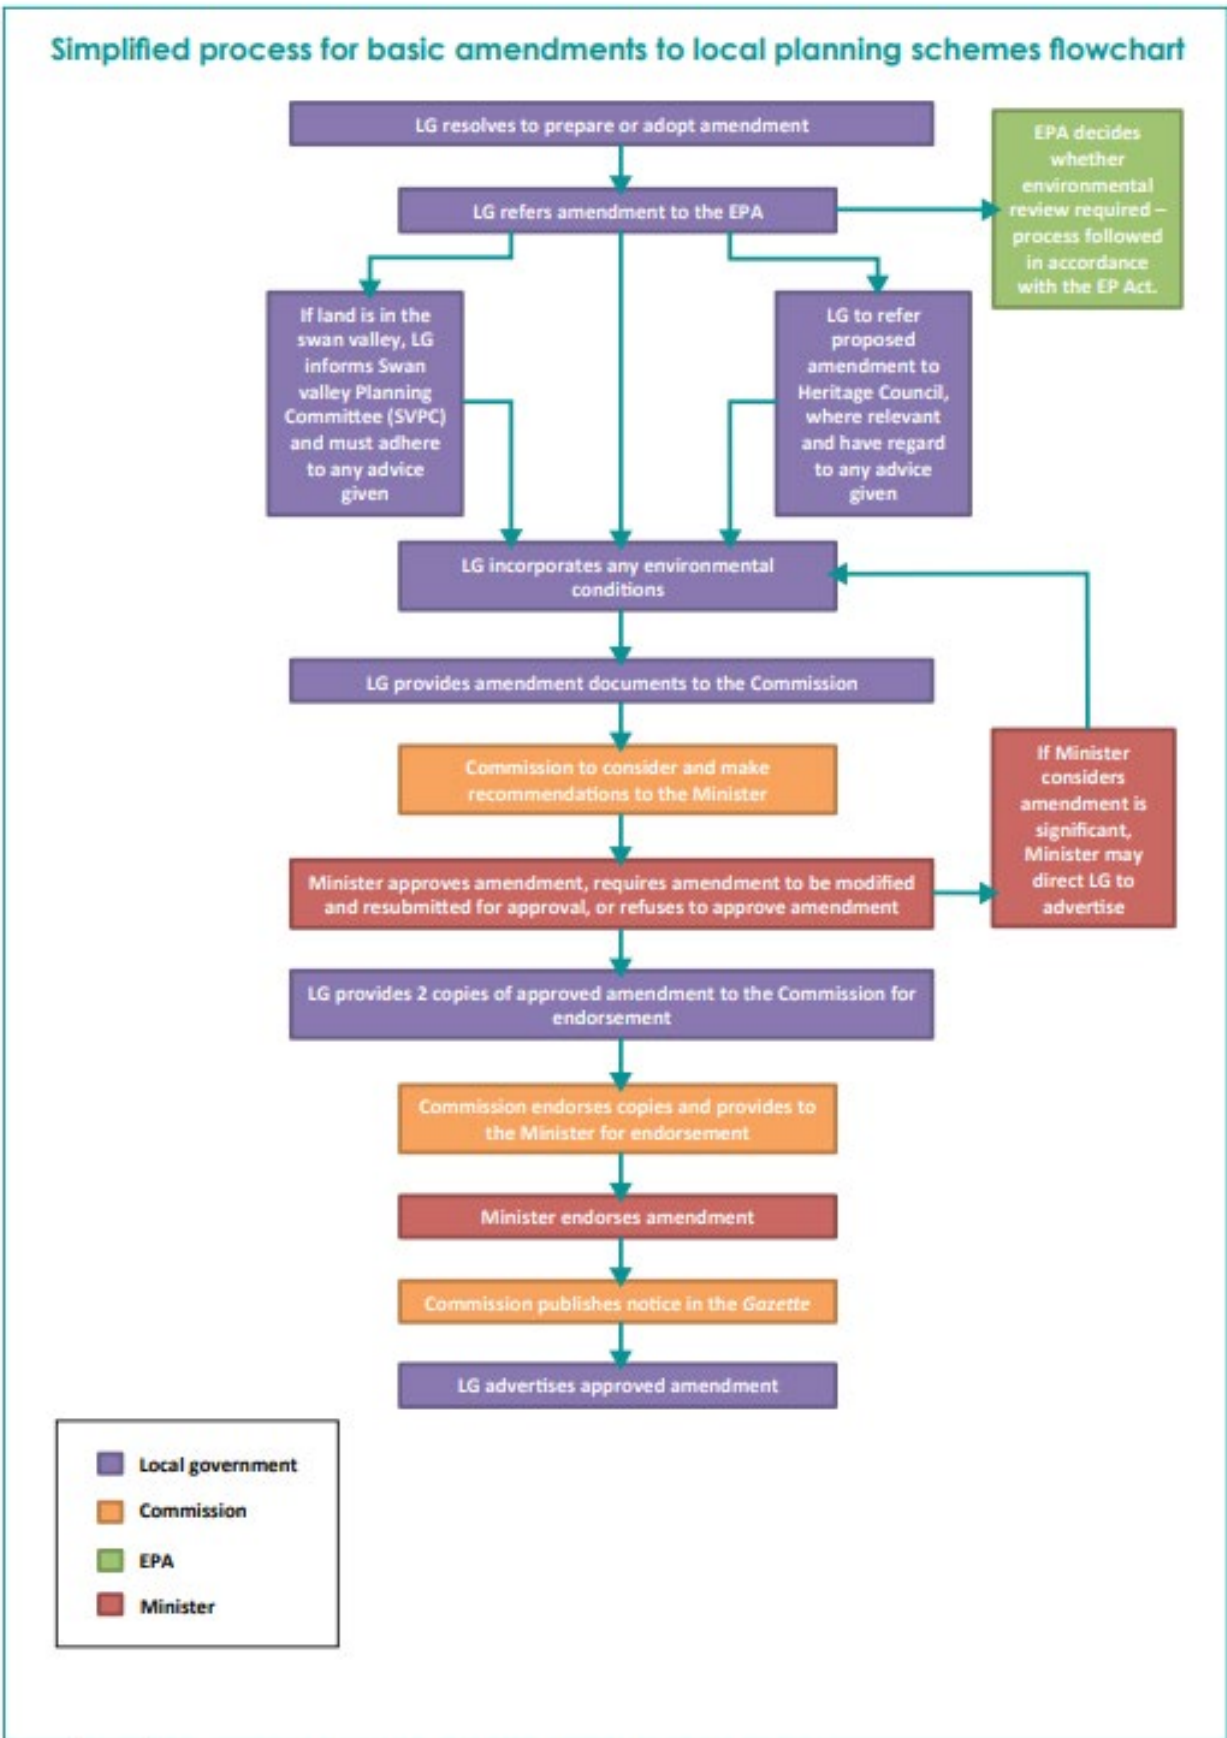 Simplified process for basic amendments to local planning schemes flowchart
LG resolves to prepare or adopt amendment
LG refers amendment to the EPA
EPA decides
whether
environmental
review required –
process followed
in accordance
with the EP Act.
If land is in the
swan valley, LG
informs Swan
valley Planning
Committee (SVPC)
and must adhere
to any advice
given
LG to refer
proposed
amendment to
Heritage Council,
where relevant
and have regard
to any advice
given
LG incorporates any environmental
conditions
LG provides amendment documents to the Commission
Commission to consider and make
recommendations to the Minister
Minister approves amendment, requires amendment to be modified
and resubmitted for approval, or refuses to approve amendment
If Minister
considers
amendment is
significant,
Minister may
direct LG to
advertise
LG provides 2 copies of approved amendment to the Commission for
endorsement
Commission endorses copies and provides to
the Minister for endorsement
Minister endorses amendment
Commission publishes notice in the Gazette
LG advertises approved amendment
Local government
Commission
EPA
Minister